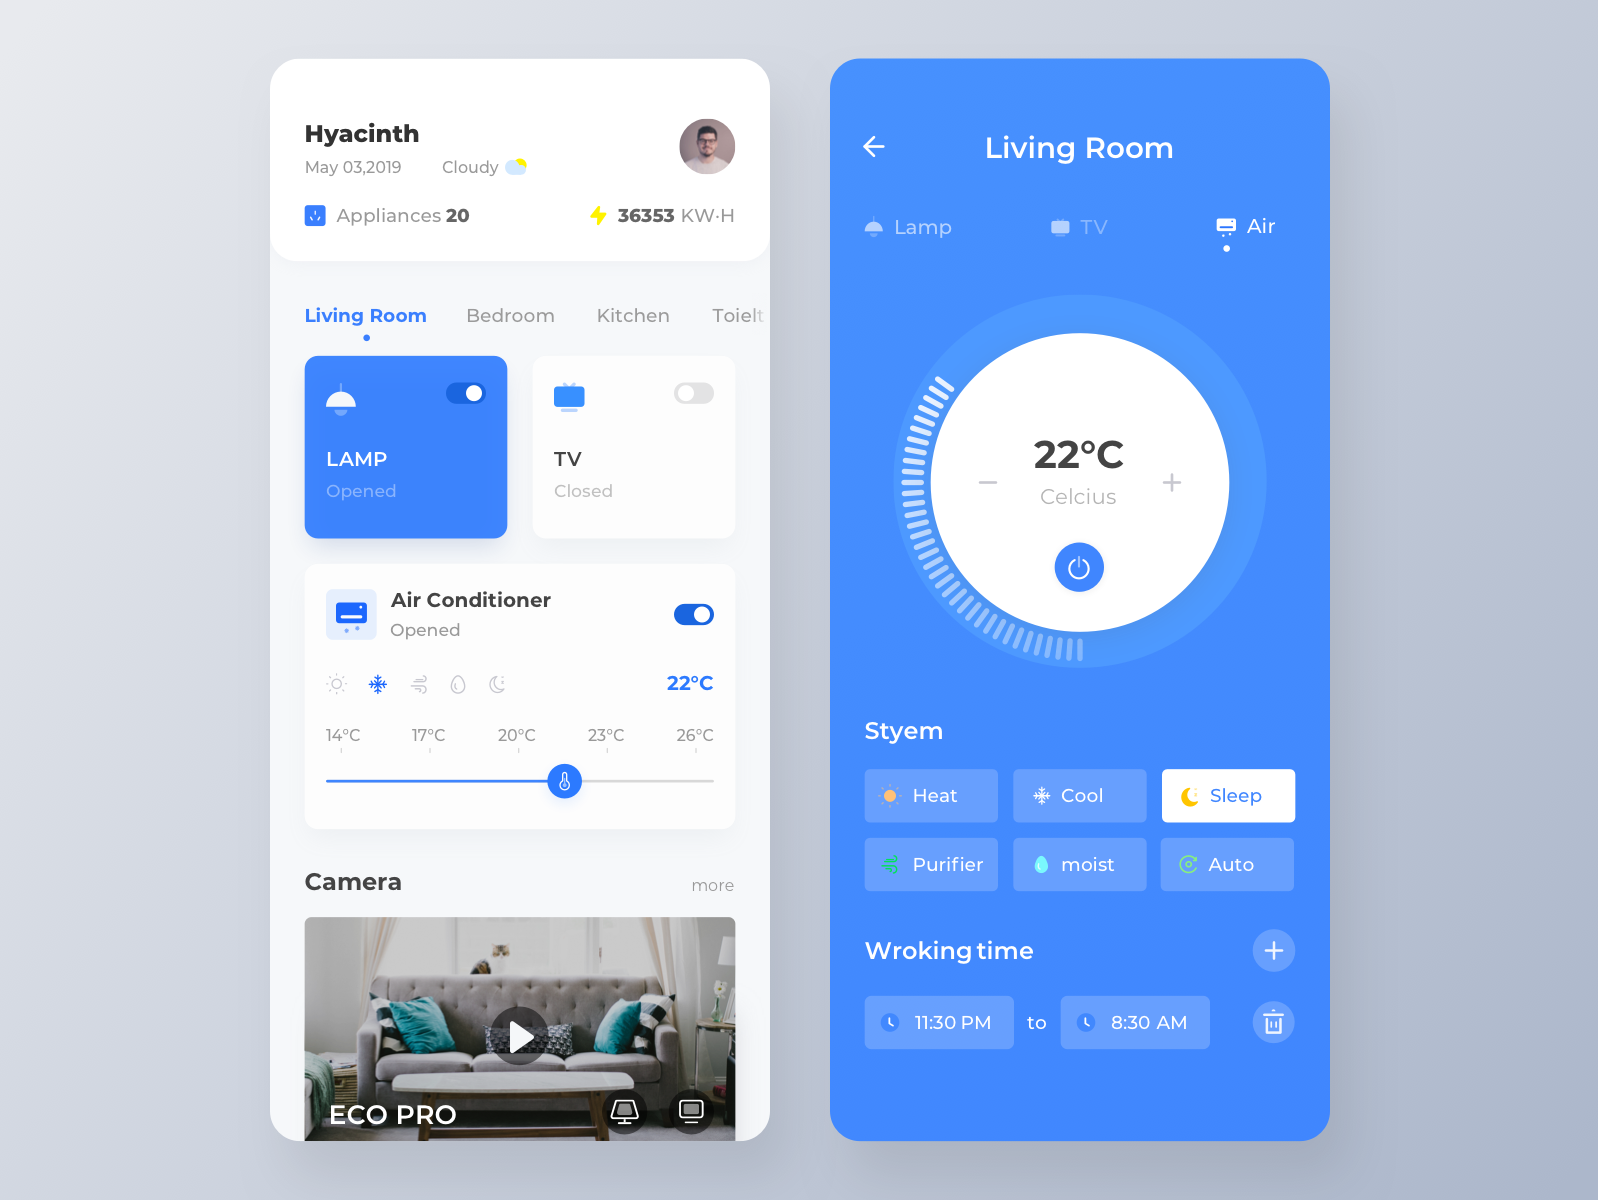 Hyacinth
May 03,2019 Cloudy
Appliances 20 36353 KW·H
Living Room Bedroom Kitchen Toielt
LAMP
Opened
TV
Closed
Air Conditioner
Opened
22°C
14°C 17°C 20°C 23°C 26°C
Camera more
ECO PRO
Living Room
Lamp TV Air
22°C
Celcius
Styem
Heat Cool Sleep
Purifier moist Auto
Wroking time
11:30 PM to 8:30 AM